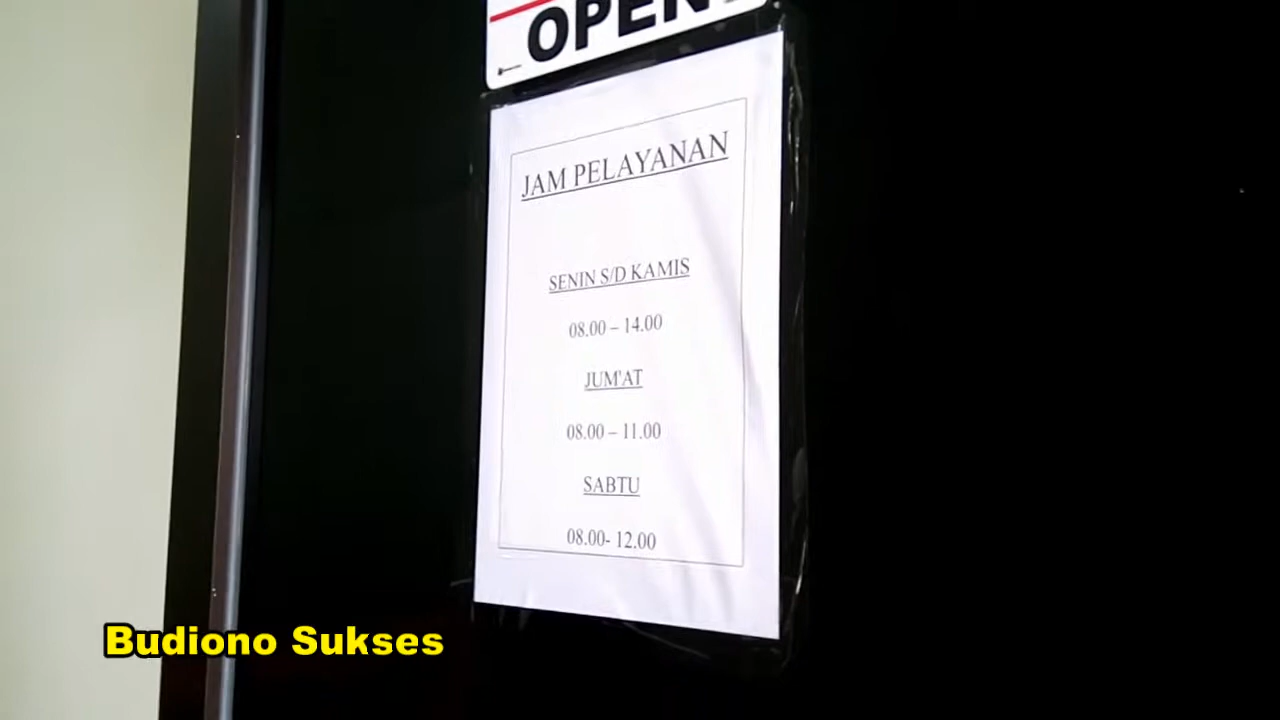 OPEN
JAM PELAYANAN
SENIN S/D KAMIS
08.00 – 14.00
JUM'AT
08.00 – 11.00
SABTU
08.00- 12.00
Budiono Sukses